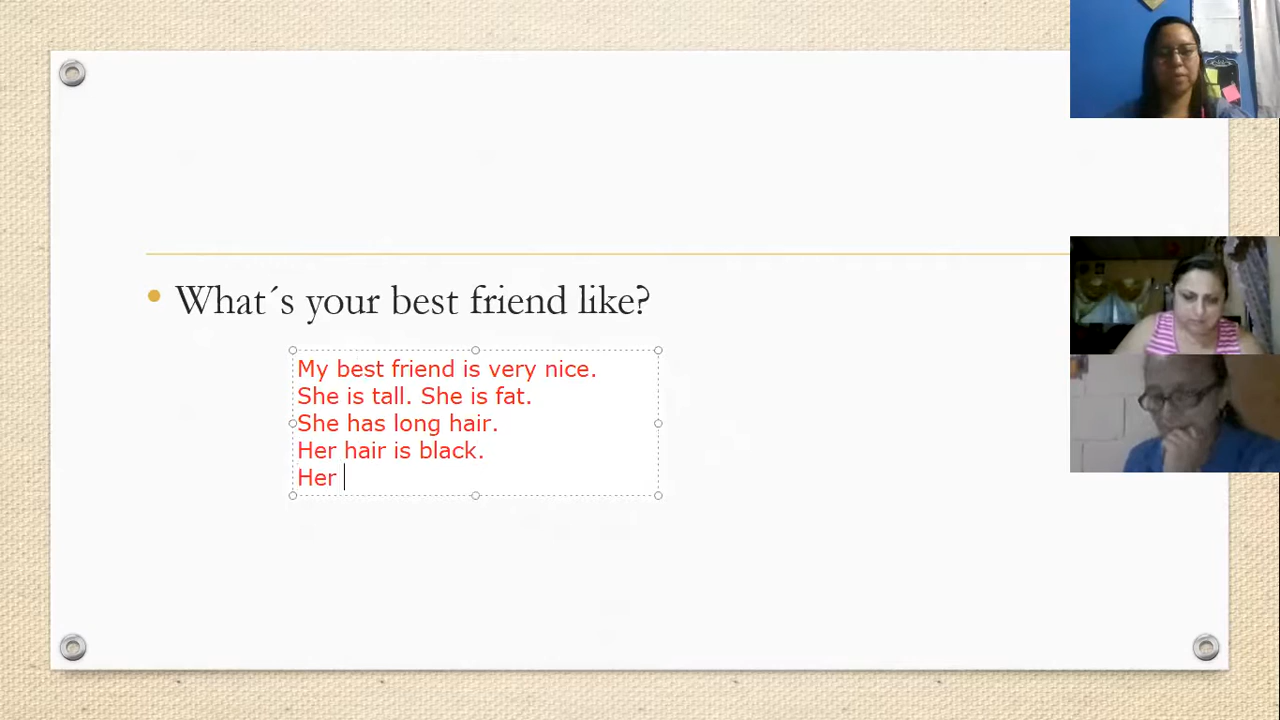 What´s your best friend like?
My best friend is very nice.
She is tall. She is fat.
She has long hair.
Her hair is black.
Her